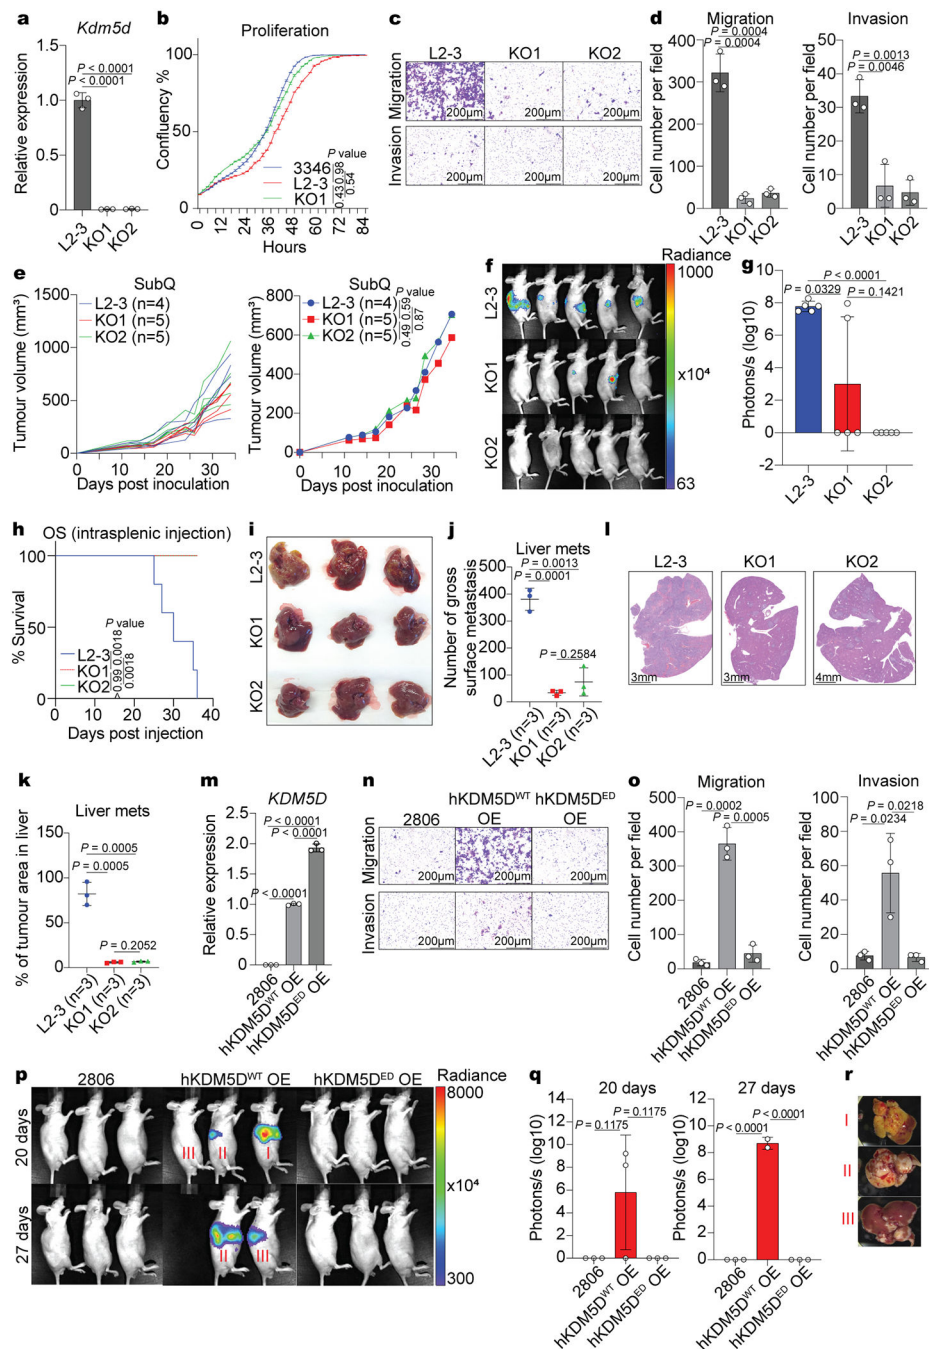 a
Kdm5d
Relative expression
1.5
1.0
0.5
0
P < 0.0001
P < 0.0001
L2-3
KO1
KO2
b
Proliferation
Confluency %
100
50
0
12 24 36 48 60 72 84
Hours
3346
L2-3
KO1
P value
0.43 0.98
0.54
c
L2-3 KO1 KO2
Migration
200µm 200µm 200µm
Invasion
200µm 200µm 200µm
d
Migration
P = 0.0004
P = 0.0004
Cell number per field
400
300
200
100
0
L2-3
KO1
KO2
Invasion
P = 0.0013
P = 0.0046
Cell number per field
50
40
30
20
10
0
L2-3
KO1
KO2
e
SubQ
L2-3 (n=4)
KO1 (n=5)
KO2 (n=5)
Tumour volume (mm³)
1500
1000
500
0
0 10 20 30
Days post inoculation
SubQ
L2-3 (n=4)
KO1 (n=5)
KO2 (n=5)
P value
0.49 0.59
0.87
Tumour volume (mm³)
800
600
400
200
0
0 10 20 30
Days post inoculation
f
Radiance
1000
x10⁴
63
L2-3
KO1
KO2
g
P < 0.0001
P = 0.0329 P = 0.1421
Photons/s (log10)
10
8
6
4
2
0
-2
L2-3
KO1
KO2
h
OS (intrasplenic injection)
% Survival
100
50
0
L2-3
KO1
KO2
P value
>0.99 0.0018
0.0018
0 10 20 30 40
Days post injection
i
L2-3
KO1
KO2
j
Liver mets
P = 0.0013
P = 0.0001
P = 0.2584
Number of gross
surface metastasis
500
400
300
200
100
0
L2-3 (n=3)
KO1 (n=3)
KO2 (n=3)
l
L2-3 KO1 KO2
3mm 3mm 4mm
k
Liver mets
P = 0.0005
P = 0.0005
P = 0.2052
% of tumour area in liver
150
100
50
0
L2-3 (n=3)
KO1 (n=3)
KO2 (n=3)
m
KDM5D
P < 0.0001
P < 0.0001
P < 0.0001
Relative expression
2.5
2.0
1.5
1.0
0.5
0
2806
hKDM5Dᵂᵀ OE
hKDM5Dᴱᴰ OE
n
hKDM5Dᵂᵀ hKDM5Dᴱᴰ
2806 OE OE
Migration
200µm 200µm 200µm
Invasion
200µm 200µm 200µm
o
Migration
P = 0.0002
P = 0.0005
Cell number per field
500
400
300
200
100
0
2806
hKDM5Dᵂᵀ OE
hKDM5Dᴱᴰ OE
Invasion
P = 0.0218
P = 0.0234
Cell number per field
100
80
60
40
20
0
2806
hKDM5Dᵂᵀ OE
hKDM5Dᴱᴰ OE
p
2806 hKDM5Dᵂᵀ OE hKDM5Dᴱᴰ OE
Radiance
8000
x10⁴
300
20 days
III II I
27 days
II III
q
20 days
P = 0.1175
P = 0.1175
Photons/s (log10)
12
10
8
6
4
2
0
2806
hKDM5Dᵂᵀ OE
hKDM5Dᴱᴰ OE
27 days
P < 0.0001
P < 0.0001
Photons/s (log10)
12
10
8
6
4
2
0
2806
hKDM5Dᵂᵀ OE
hKDM5Dᴱᴰ OE
r
I
II
III